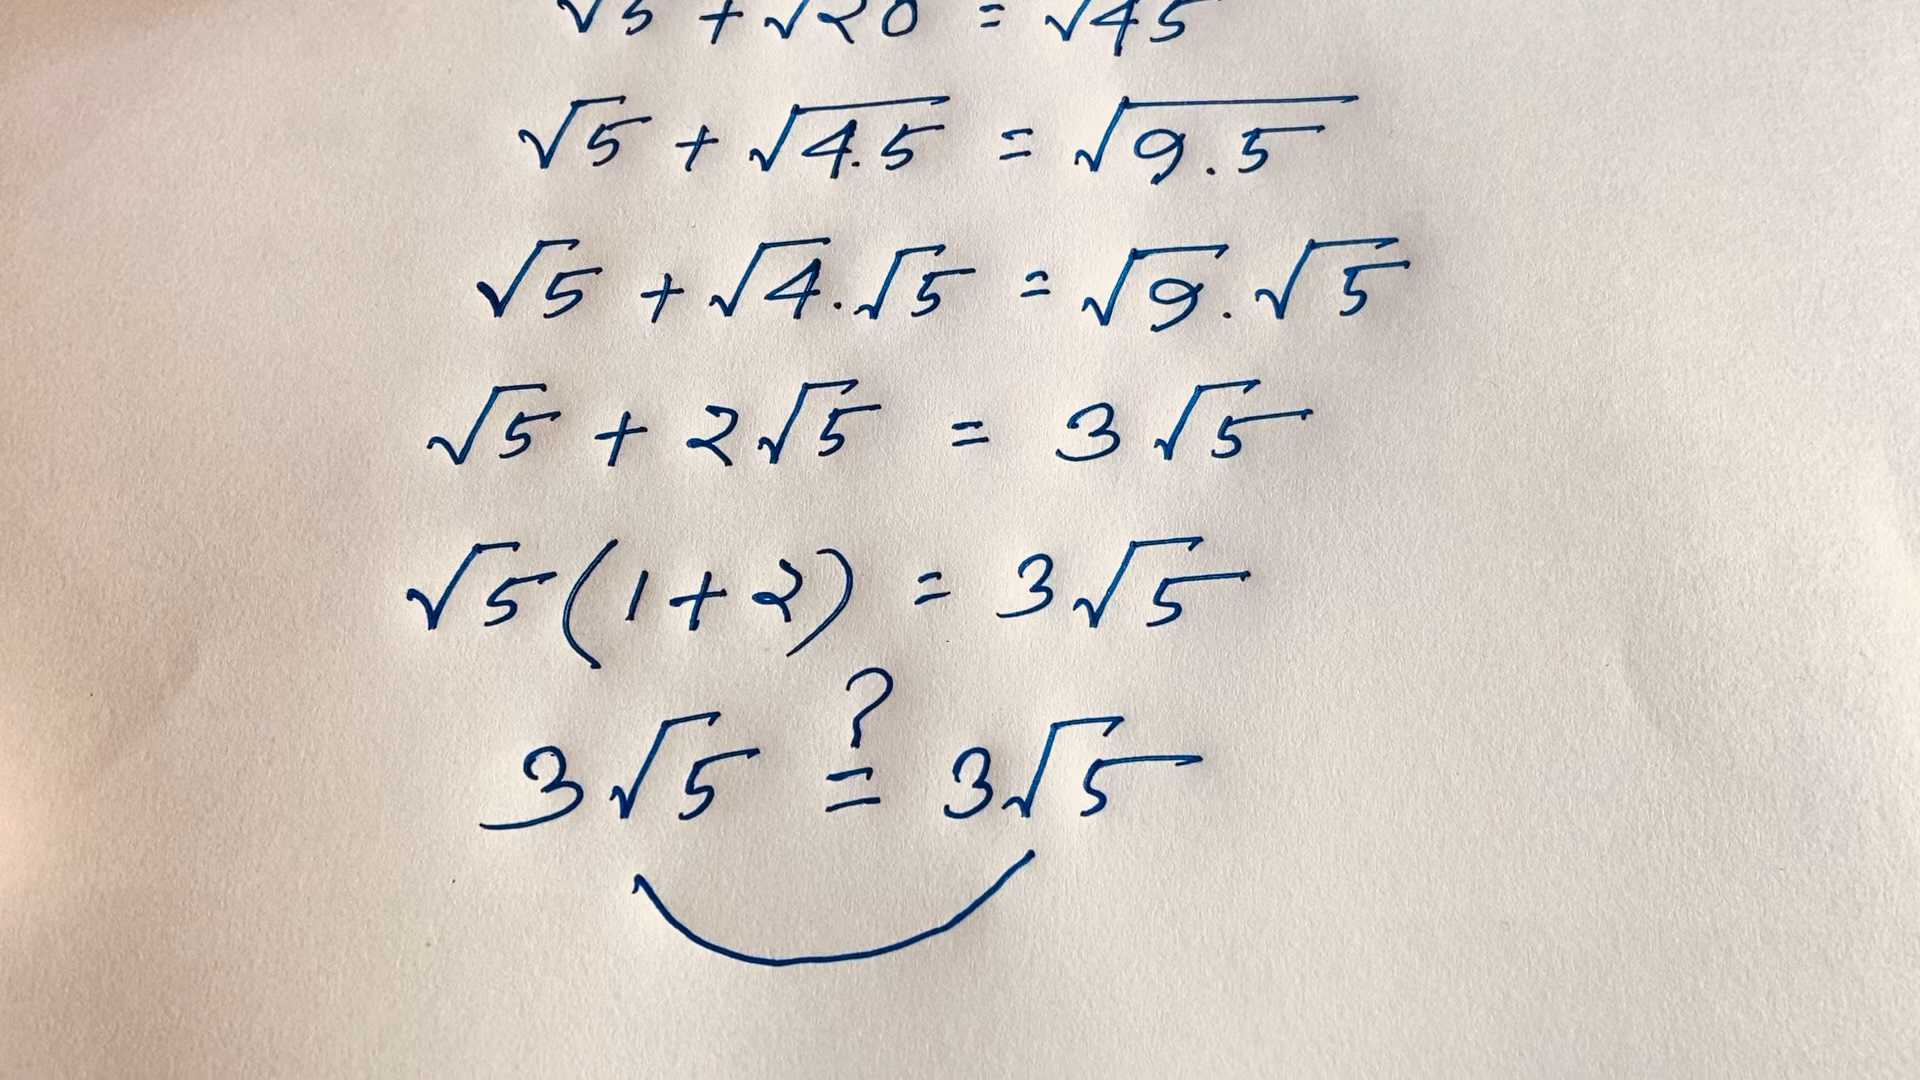 √5 + √20 = √45
√5 + √4.5 = √9.5
√5 + √4.√5 = √9.√5
√5 + 2√5 = 3√5
√5(1+2) = 3√5
?
3√5 = 3√5